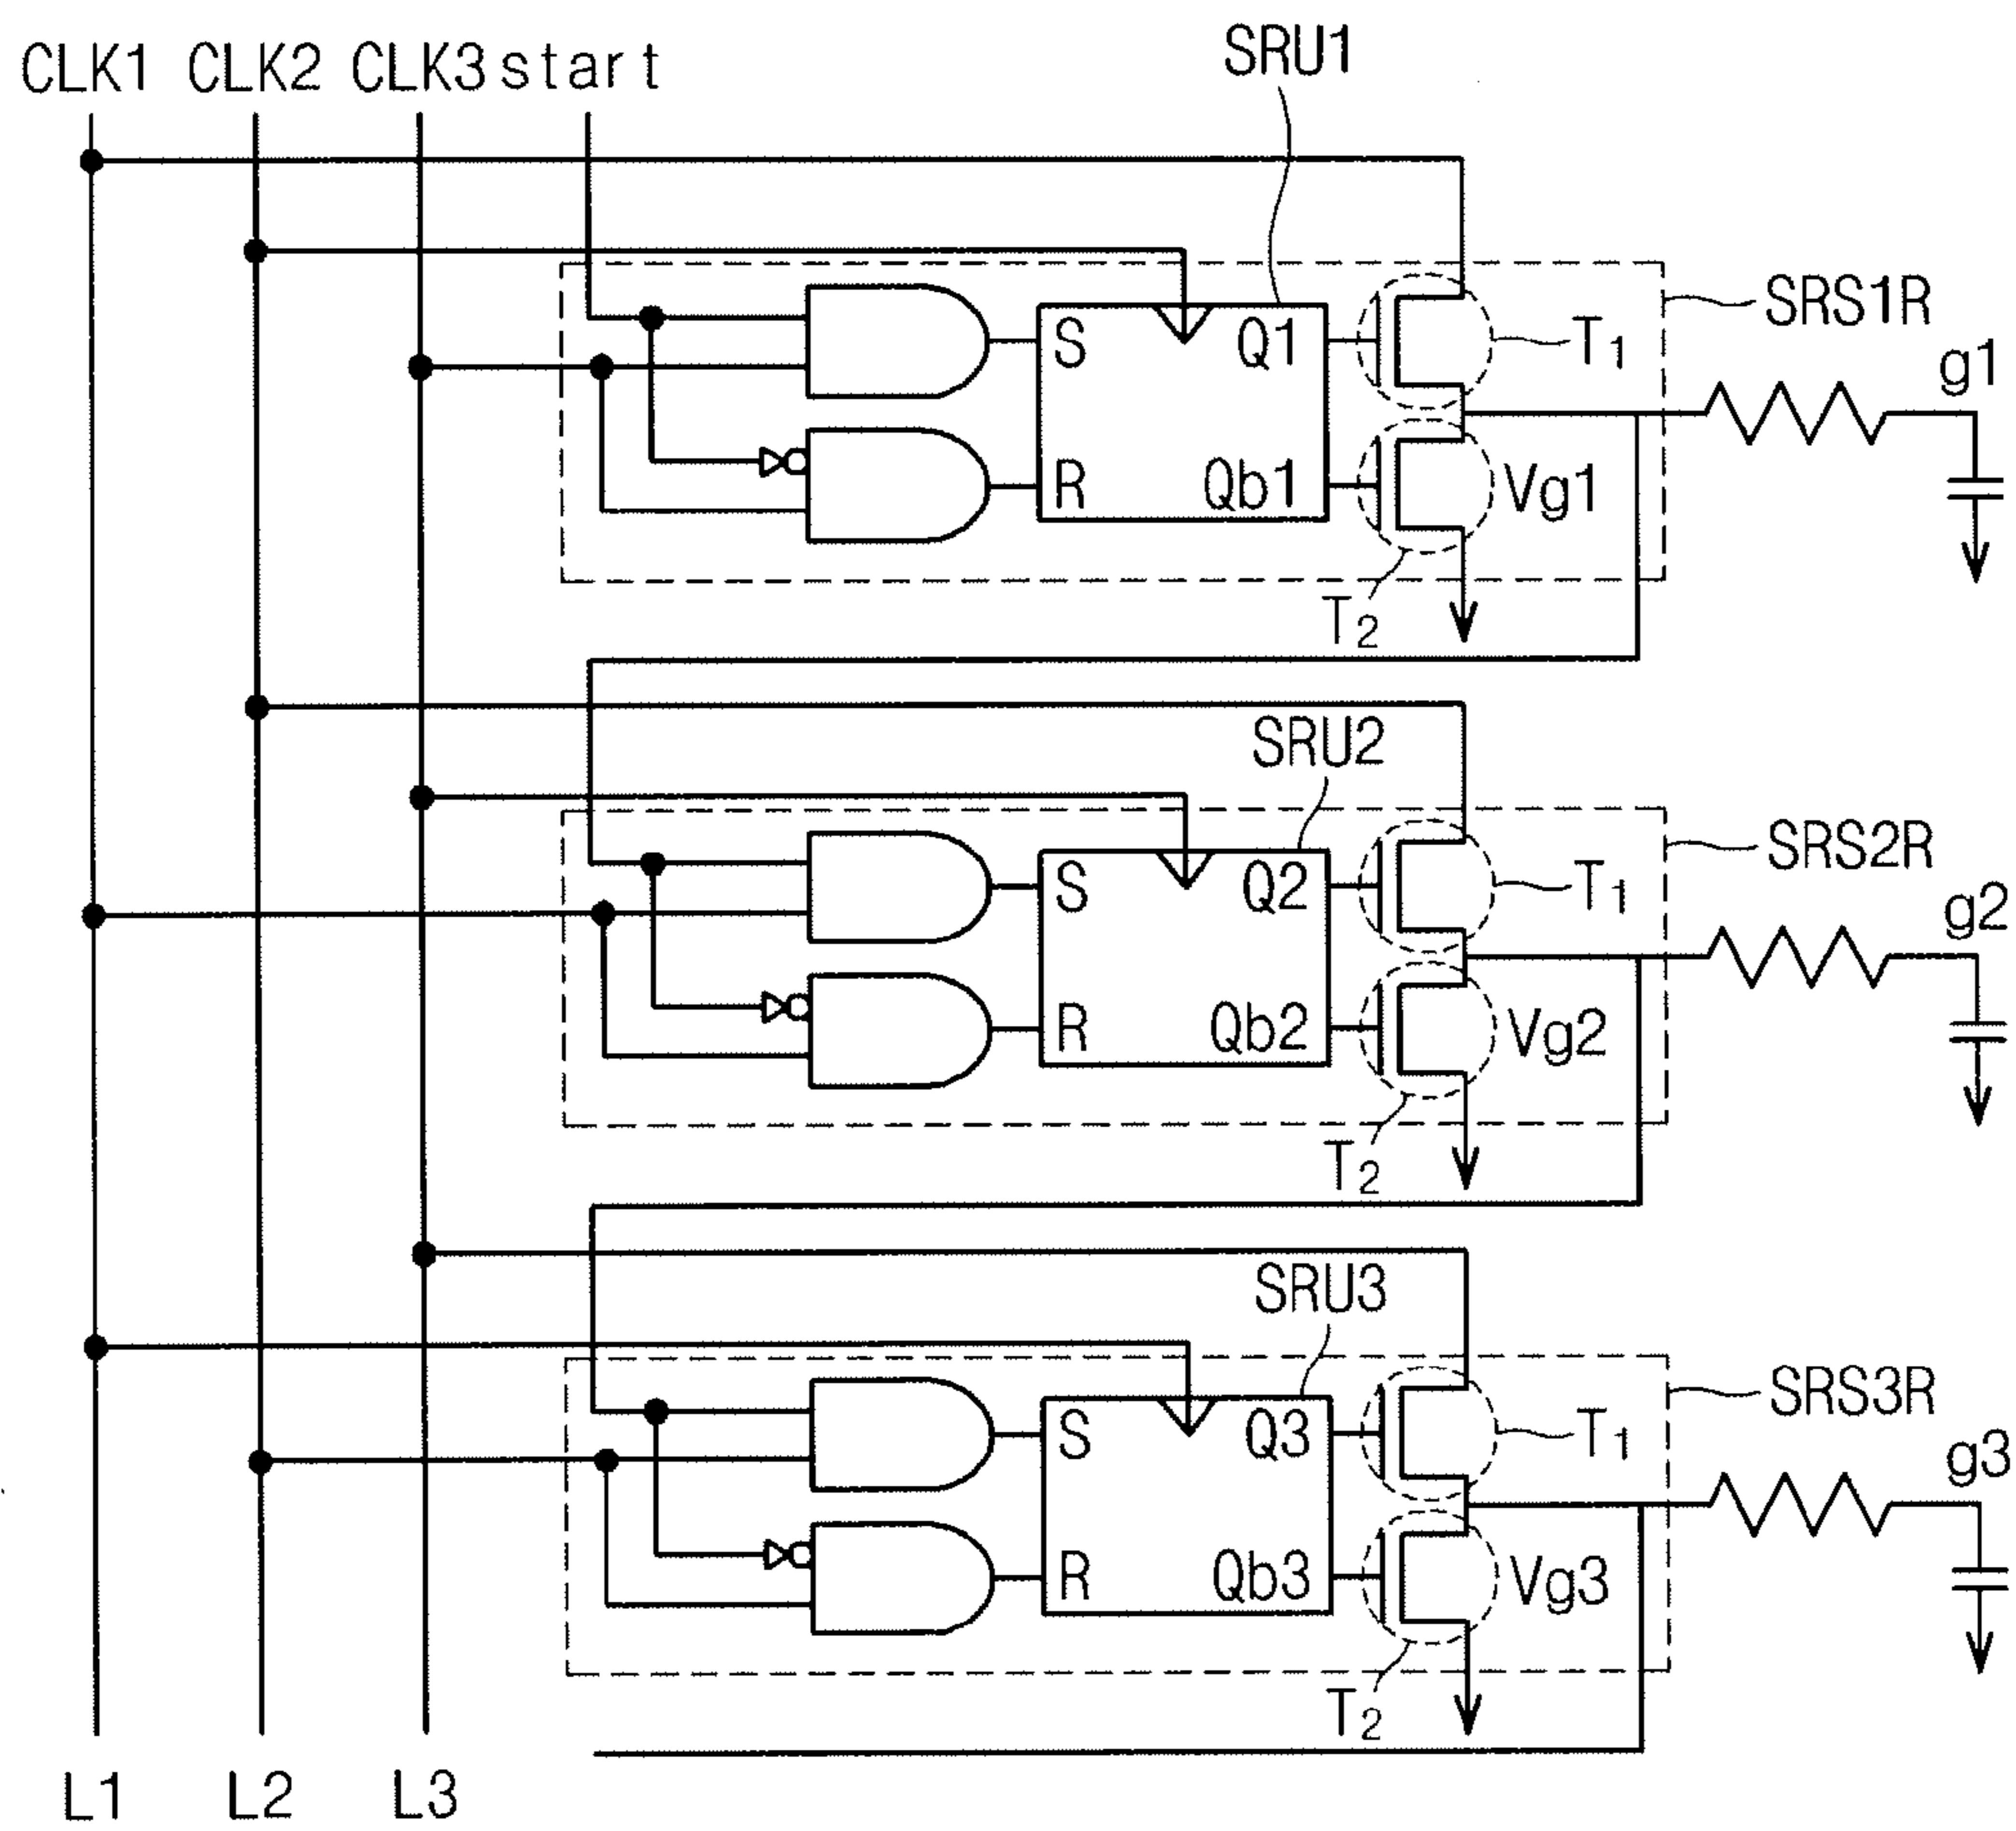 CLK1 CLK2 CLK3 start
SRU1
SRS1R
S Q1
T1
g1
R Qb1
Vg1
T2
SRU2
SRS2R
S Q2
T1
g2
R Qb2
Vg2
T2
SRU3
SRS3R
S Q3
T1
g3
R Qb3
Vg3
T2
L1 L2 L3